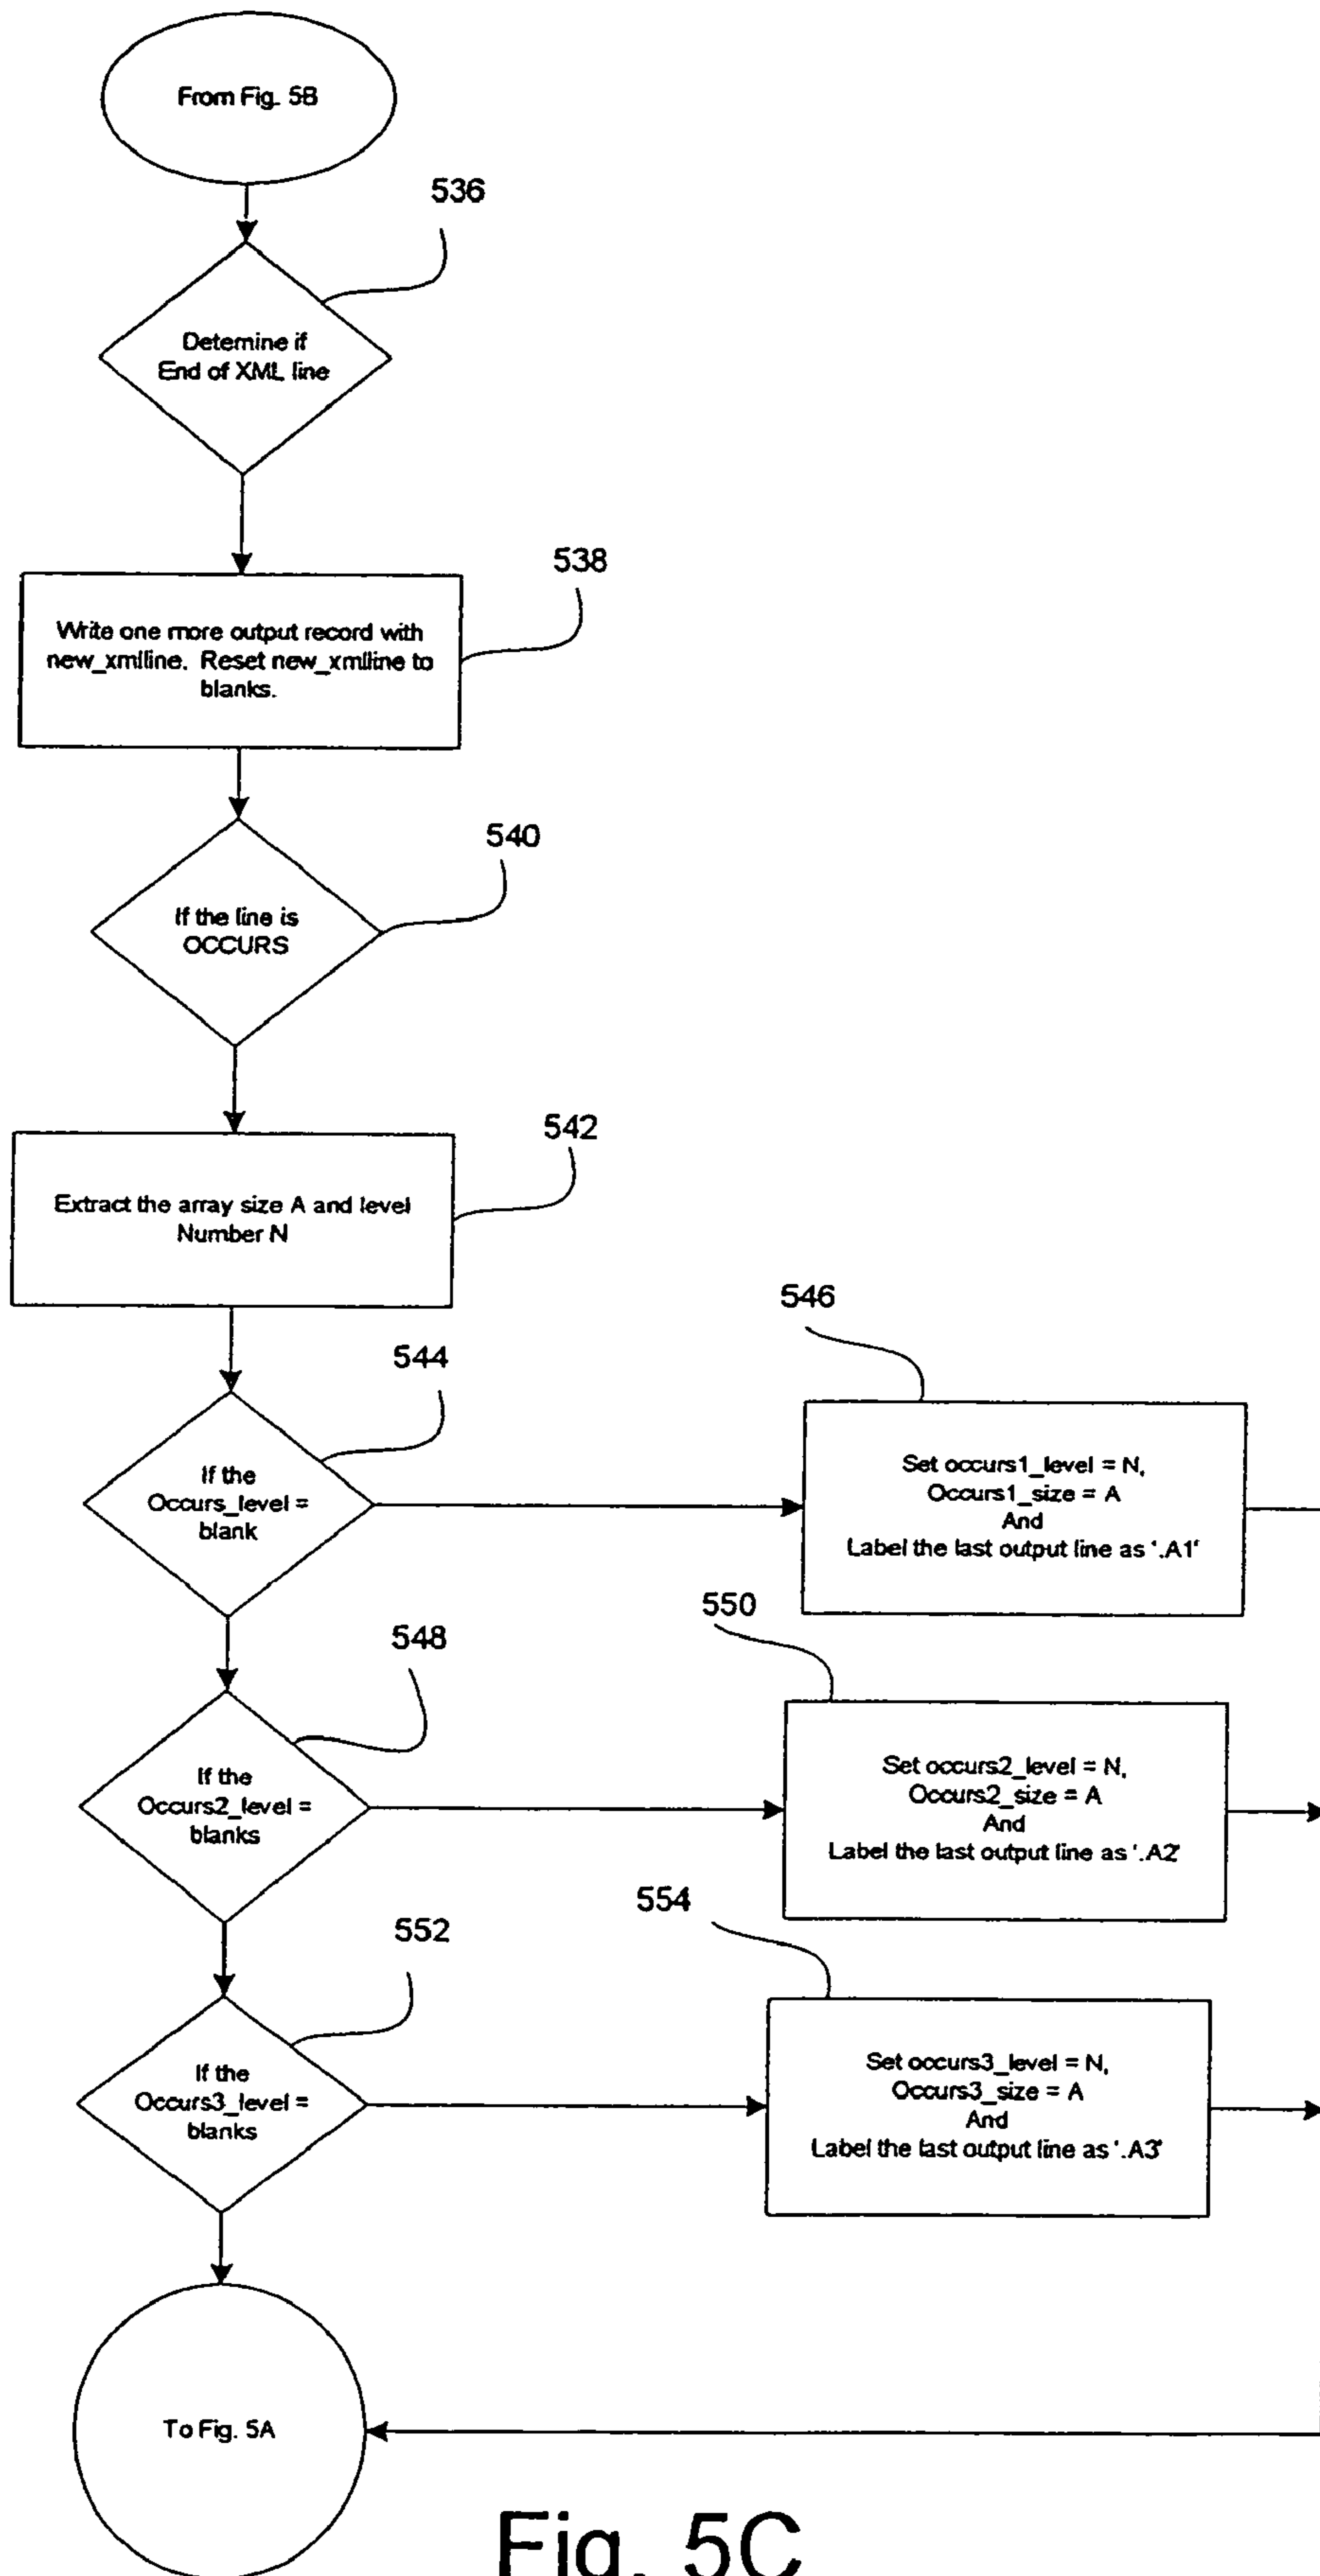 From Fig. 5B
536
Detemine if
End of XML line
538
Write one more output record with
new_xmlline. Reset new_xmlline to
blanks.
540
If the line is
OCCURS
542
Extract the array size A and level
Number N
544
If the
Occurs_level =
blank
546
Set occurs1_level = N,
Occurs1_size = A
And
Label the last output line as '.A1'
548
If the
Occurs2_level =
blanks
550
Set occurs2_level = N,
Occurs2_size = A
And
Label the last output line as '.A2'
552
If the
Occurs3_level =
blanks
554
Set occurs3_level = N,
Occurs3_size = A
And
Label the last output line as '.A3'
To Fig. 5A
Fig. 5C